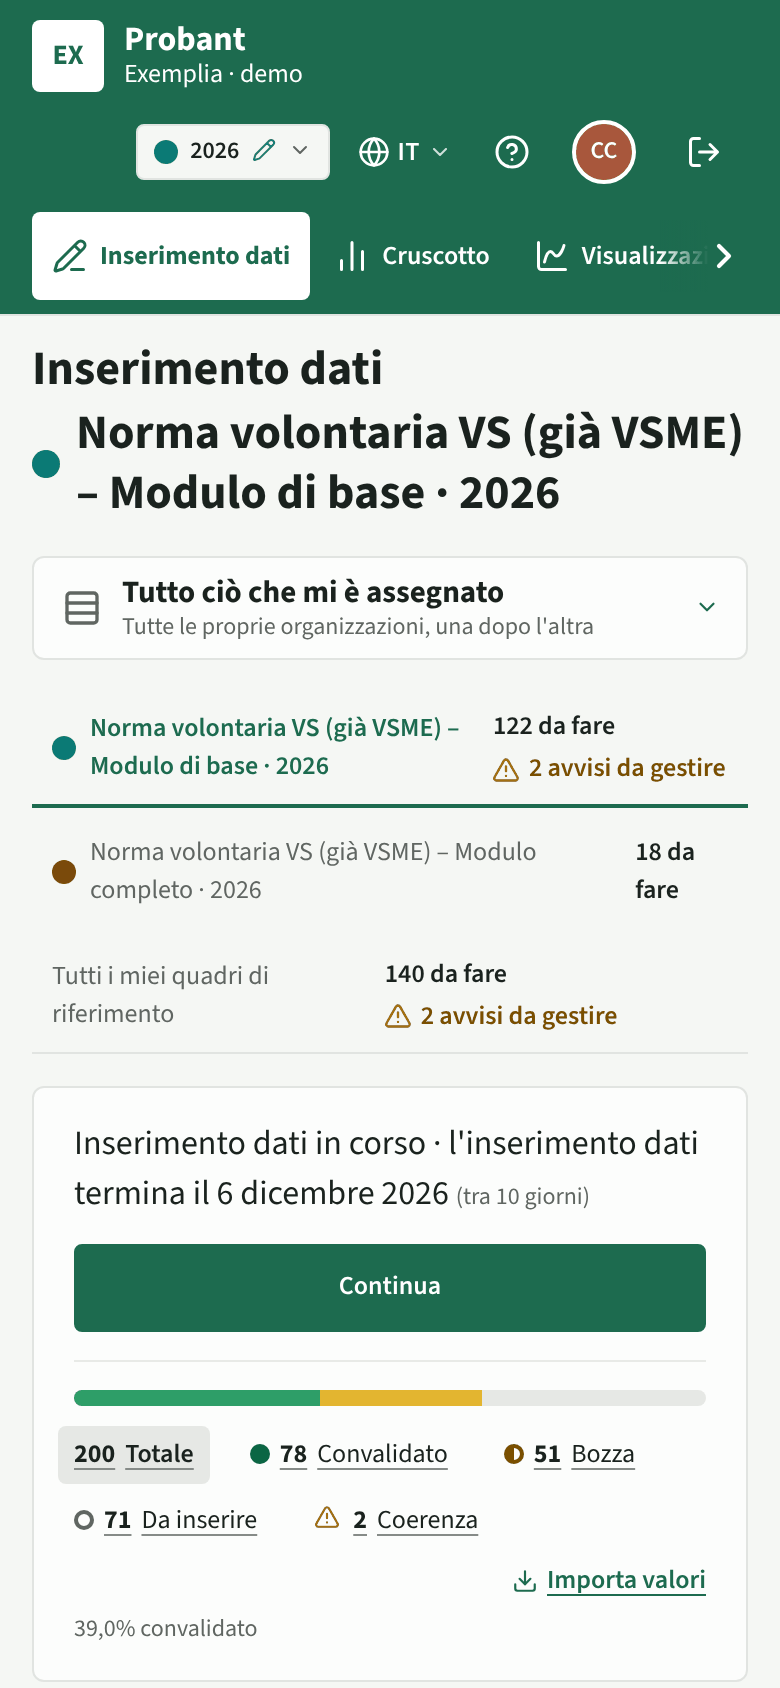 EX
Probant
Exemplia · demo
2026
IT
CC
Inserimento dati
Cruscotto
Visualizzazi
Inserimento dati
Norma volontaria VS (già VSME)
– Modulo di base · 2026
Tutto ciò che mi è assegnato
Tutte le proprie organizzazioni, una dopo l'altra
Norma volontaria VS (già VSME) –
Modulo di base · 2026
122 da fare
2 avvisi da gestire
Norma volontaria VS (già VSME) – Modulo
completo · 2026
18 da
fare
Tutti i miei quadri di
riferimento
140 da fare
2 avvisi da gestire
Inserimento dati in corso · l'inserimento dati
termina il 6 dicembre 2026 (tra 10 giorni)
Continua
200 Totale
78 Convalidato
51 Bozza
71 Da inserire
2 Coerenza
Importa valori
39,0% convalidato